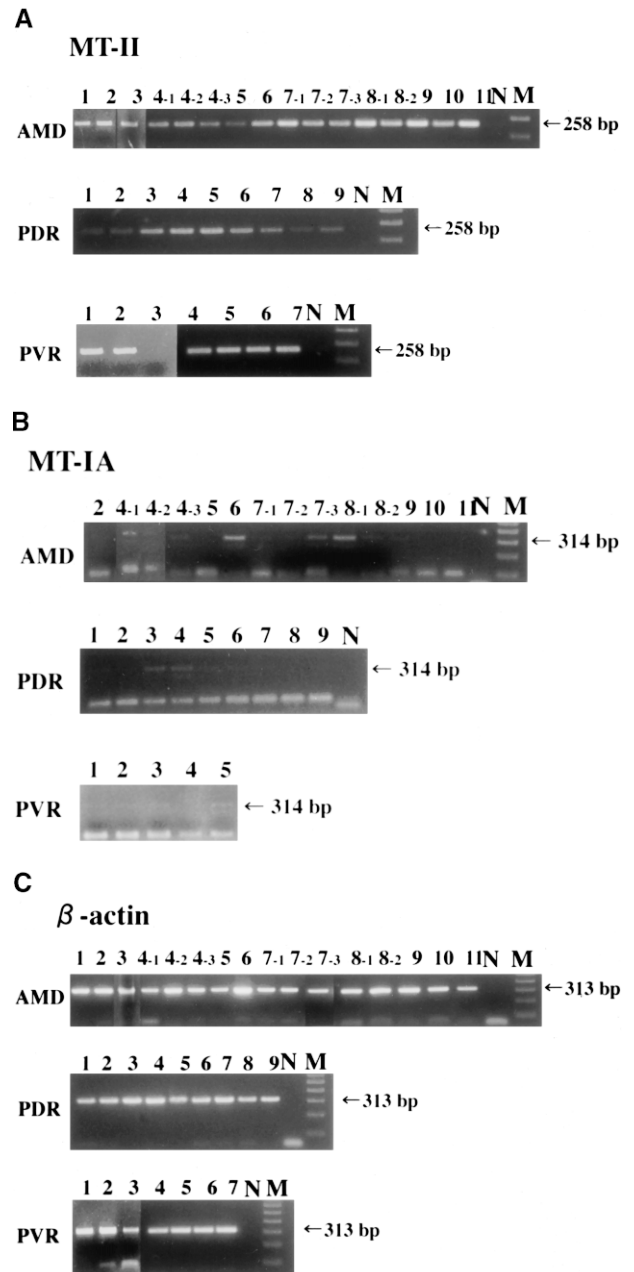 A
MT-II
1 2 3 4-1 4-2 4-3 5 6 7-1 7-2 7-3 8-1 8-2 9 10 11 N M
AMD ←258 bp
1 2 3 4 5 6 7 8 9 N M
PDR ←258 bp
1 2 3 4 5 6 7 N M
PVR ←258 bp
B
MT-IA
2 4-1 4-2 4-3 5 6 7-1 7-2 7-3 8-1 8-2 9 10 11 N M
AMD ← 314 bp
1 2 3 4 5 6 7 8 9 N
PDR ← 314 bp
1 2 3 4 5
PVR ← 314 bp
C
β-actin
1 2 3 4-1 4-2 4-3 5 6 7-1 7-2 7-3 8-1 8-2 9 10 11 N M
AMD ←313 bp
1 2 3 4 5 6 7 8 9 N M
PDR ←313 bp
1 2 3 4 5 6 7 N M
PVR ←313 bp